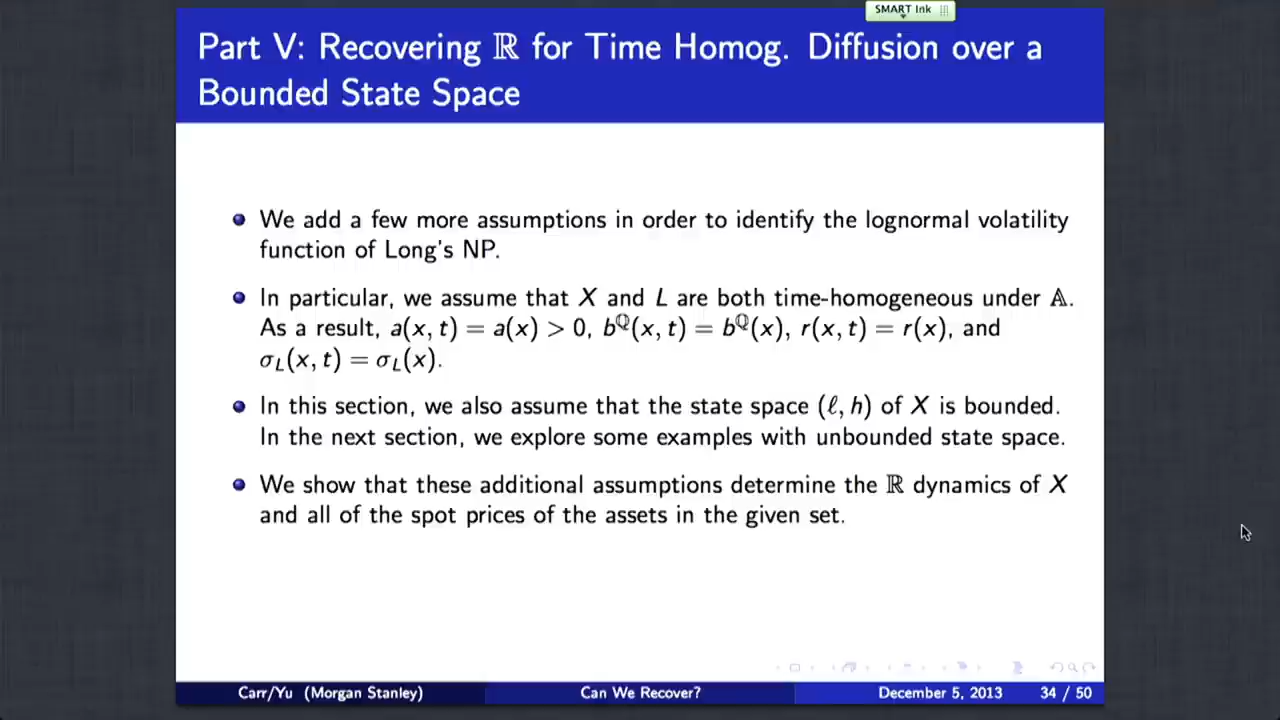 SMART Ink
Part V: Recovering ℝ for Time Homog. Diffusion over a
Bounded State Space
We add a few more assumptions in order to identify the lognormal volatility
function of Long's NP.
In particular, we assume that X and L are both time-homogeneous under 𝔸.
As a result, a(x, t) = a(x) > 0, b^ℚ(x, t) = b^ℚ(x), r(x, t) = r(x), and
σ_L(x, t) = σ_L(x).
In this section, we also assume that the state space (ℓ, h) of X is bounded.
In the next section, we explore some examples with unbounded state space.
We show that these additional assumptions determine the ℝ dynamics of X
and all of the spot prices of the assets in the given set.
Carr/Yu (Morgan Stanley) Can We Recover? December 5, 2013 34 / 50